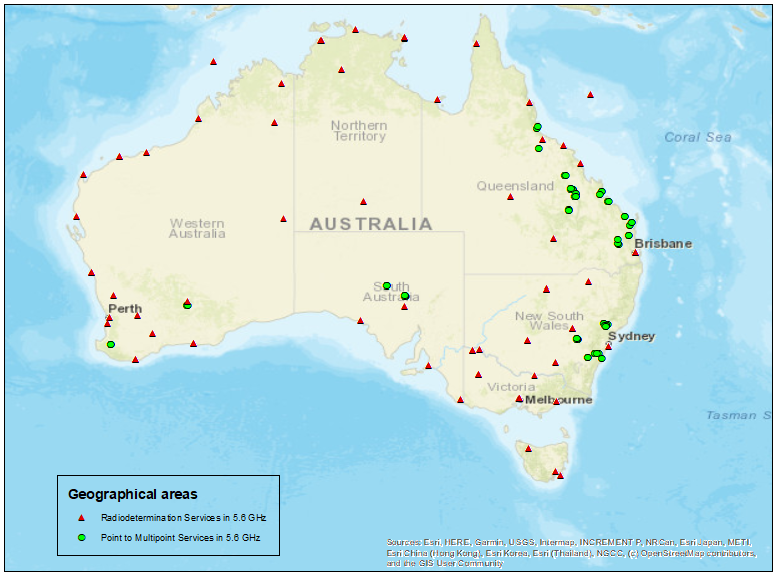 Coral Sea
Northern
Territory
Queensland
Western
Australia
AUSTRALIA
Brisbane
South
Australia
Perth
New South
Wales
Sydney
Victoria
Melbourne
Tasman S
Geographical areas
Radiodetermination Services in 5.6 GHz
Point to Multipoint Services in 5.6 GHz
Sources: Esri, HERE, Garmin, USGS, Intermap, INCREMENT P, NRCan, Esri Japan, METI,
Esri China (Hong Kong), Esri Korea, Esri (Thailand), NGCC, (c) OpenStreetMap contributors,
and the GIS User Community